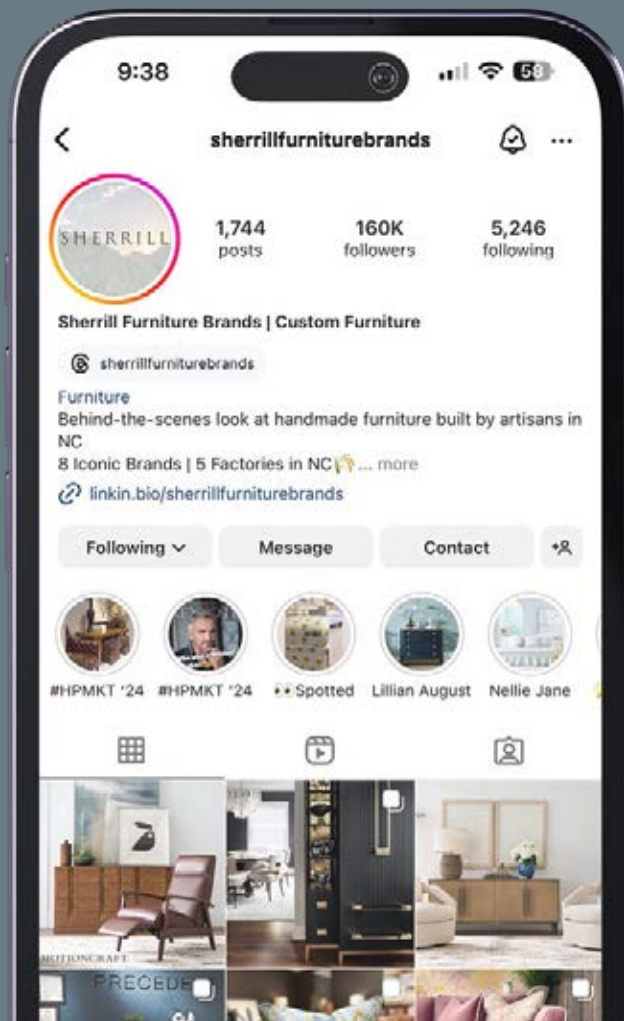 9:38
58
sherrillfurniturebrands
SHERRILL
1,744
posts
160K
followers
5,246
following
Sherrill Furniture Brands | Custom Furniture
sherrillfurniturebrands
Furniture
Behind-the-scenes look at handmade furniture built by artisans in
NC
8 Iconic Brands | 5 Factories in NC... more
linkin.bio/sherrillfurniturebrands
Following
Message
Contact
#HPMKT '24
#HPMKT '24
Spotted
Lillian August
Nellie Jane
MOTIONCRAFT
PRECEDE